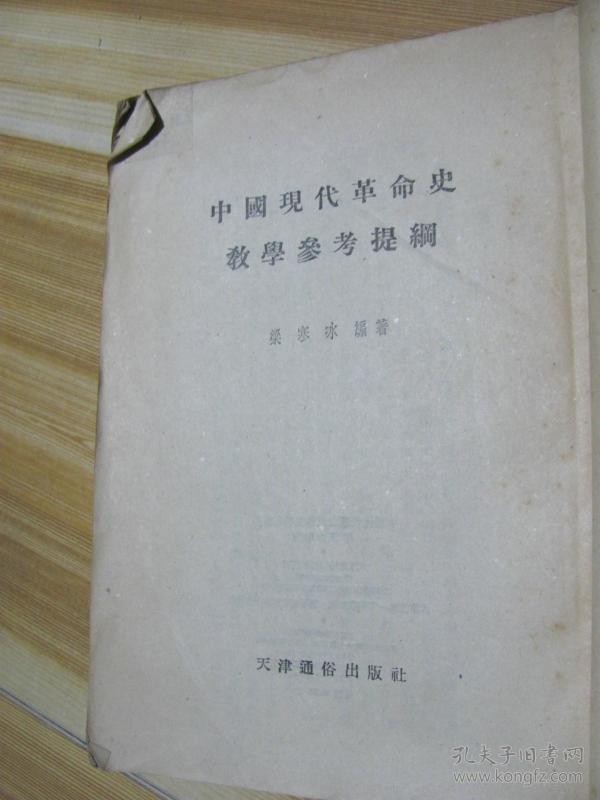 中國現代革命史
教學參考提綱
梁寒冰 編著
天津通俗出版社
孔夫子旧書网
www.kongfz.com